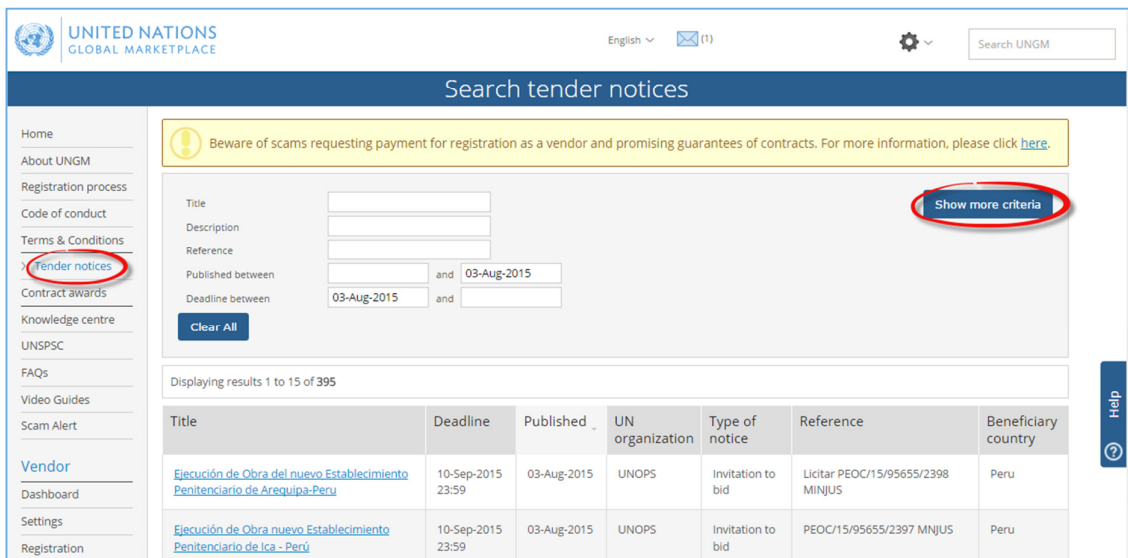 UNITED NATIONS
GLOBAL MARKETPLACE
English
(1)
Search UNGM
Search tender notices
Home
About UNGM
Registration process
Code of conduct
Terms & Conditions
Tender notices
Contract awards
Knowledge centre
UNSPSC
FAQs
Video Guides
Scam Alert
Vendor
Dashboard
Settings
Registration
Beware of scams requesting payment for registration as a vendor and promising guarantees of contracts. For more information, please click here.
Title
Description
Reference
Published between and 03-Aug-2015
Deadline between 03-Aug-2015 and
Clear All
Show more criteria
Displaying results 1 to 15 of 395
Title Deadline Published UN organization Type of notice Reference Beneficiary country
Ejecución de Obra del nuevo Establecimiento 10-Sep-2015 03-Aug-2015 UNOPS Invitation to Licitar PEOC/15/95655/2398 Peru
Penitenciario de Arequipa-Peru 23:59 bid MINJUS
Ejecución de Obra nuevo Establecimiento 10-Sep-2015 03-Aug-2015 UNOPS Invitation to PEOC/15/95655/2397 MNJUS Peru
Penitenciario de Ica - Perú 23:59 bid
Help